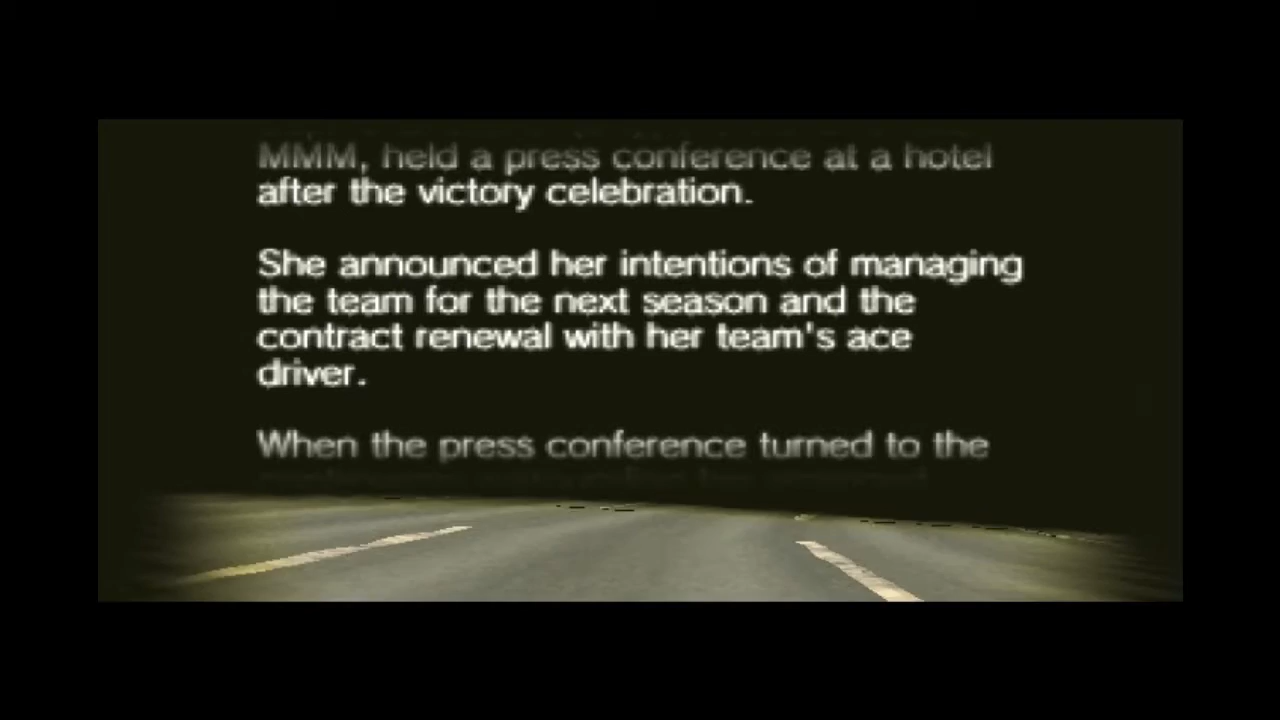 MMM, held a press conference at a hotel
after the victory celebration.
She announced her intentions of managing
the team for the next season and the
contract renewal with her team's ace
driver.
When the press conference turned to the